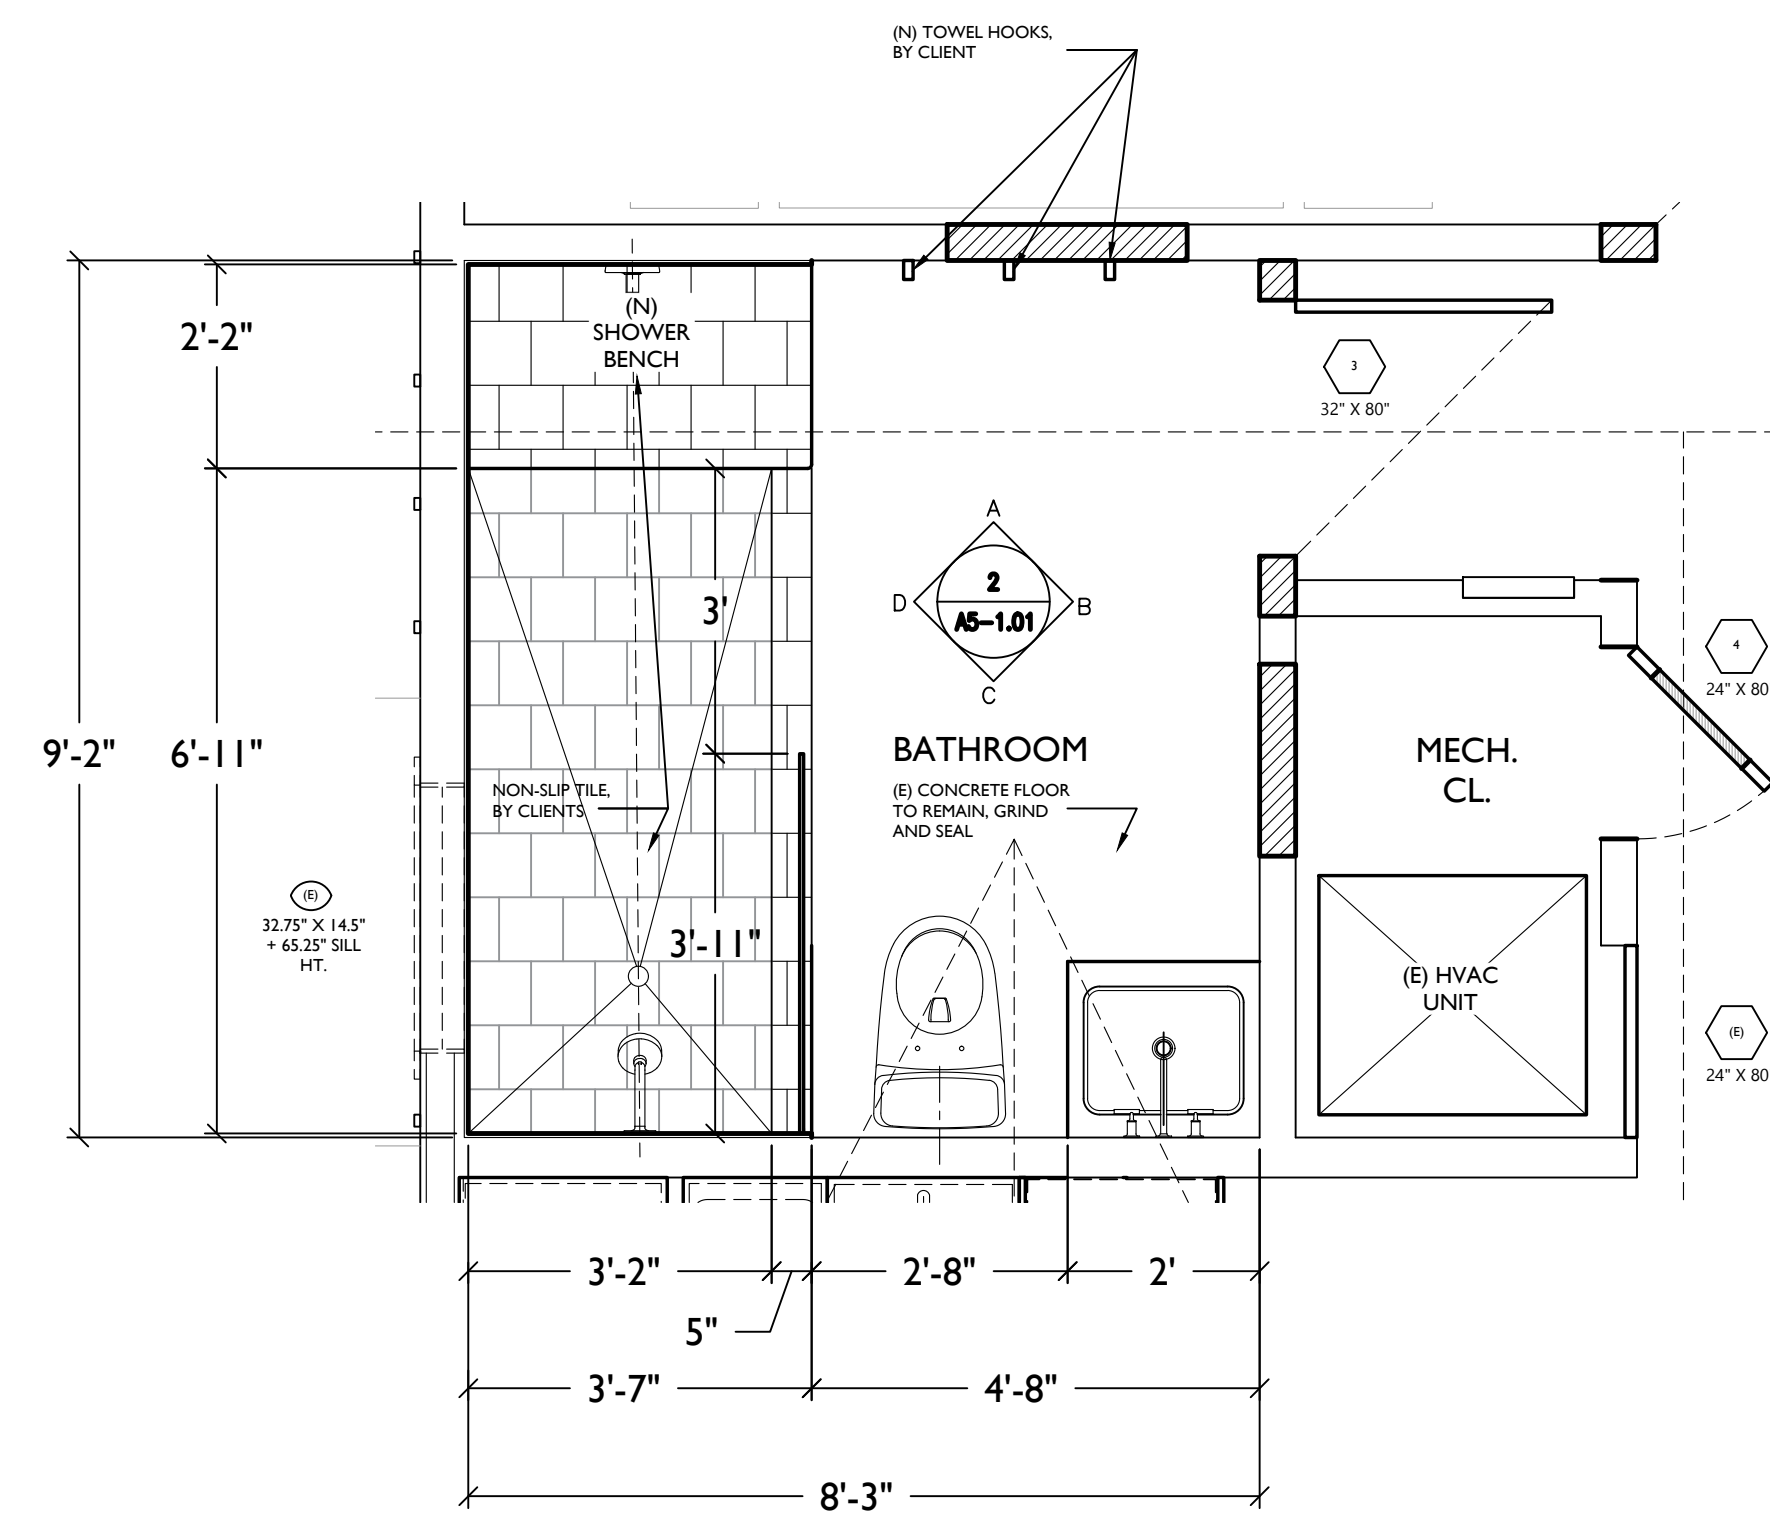 (N) TOWEL HOOKS,
BY CLIENT
2'-2"
(N)
SHOWER
BENCH
3
32" X 80"
A
3'
2
D
B
A5-1.01
C
4
24" X 80
9'-2"
6'-11"
BATHROOM
MECH.
CL.
NON-SLIP TILE,
BY CLIENTS
(E) CONCRETE FLOOR
TO REMAIN, GRIND
AND SEAL
(E)
32.75" X 14.5"
+ 65.25" SILL
HT.
3'-11"
(E) HVAC
UNIT
(E)
24" X 80
3'-2"
2'-8"
2'
5"
3'-7"
4'-8"
8'-3"